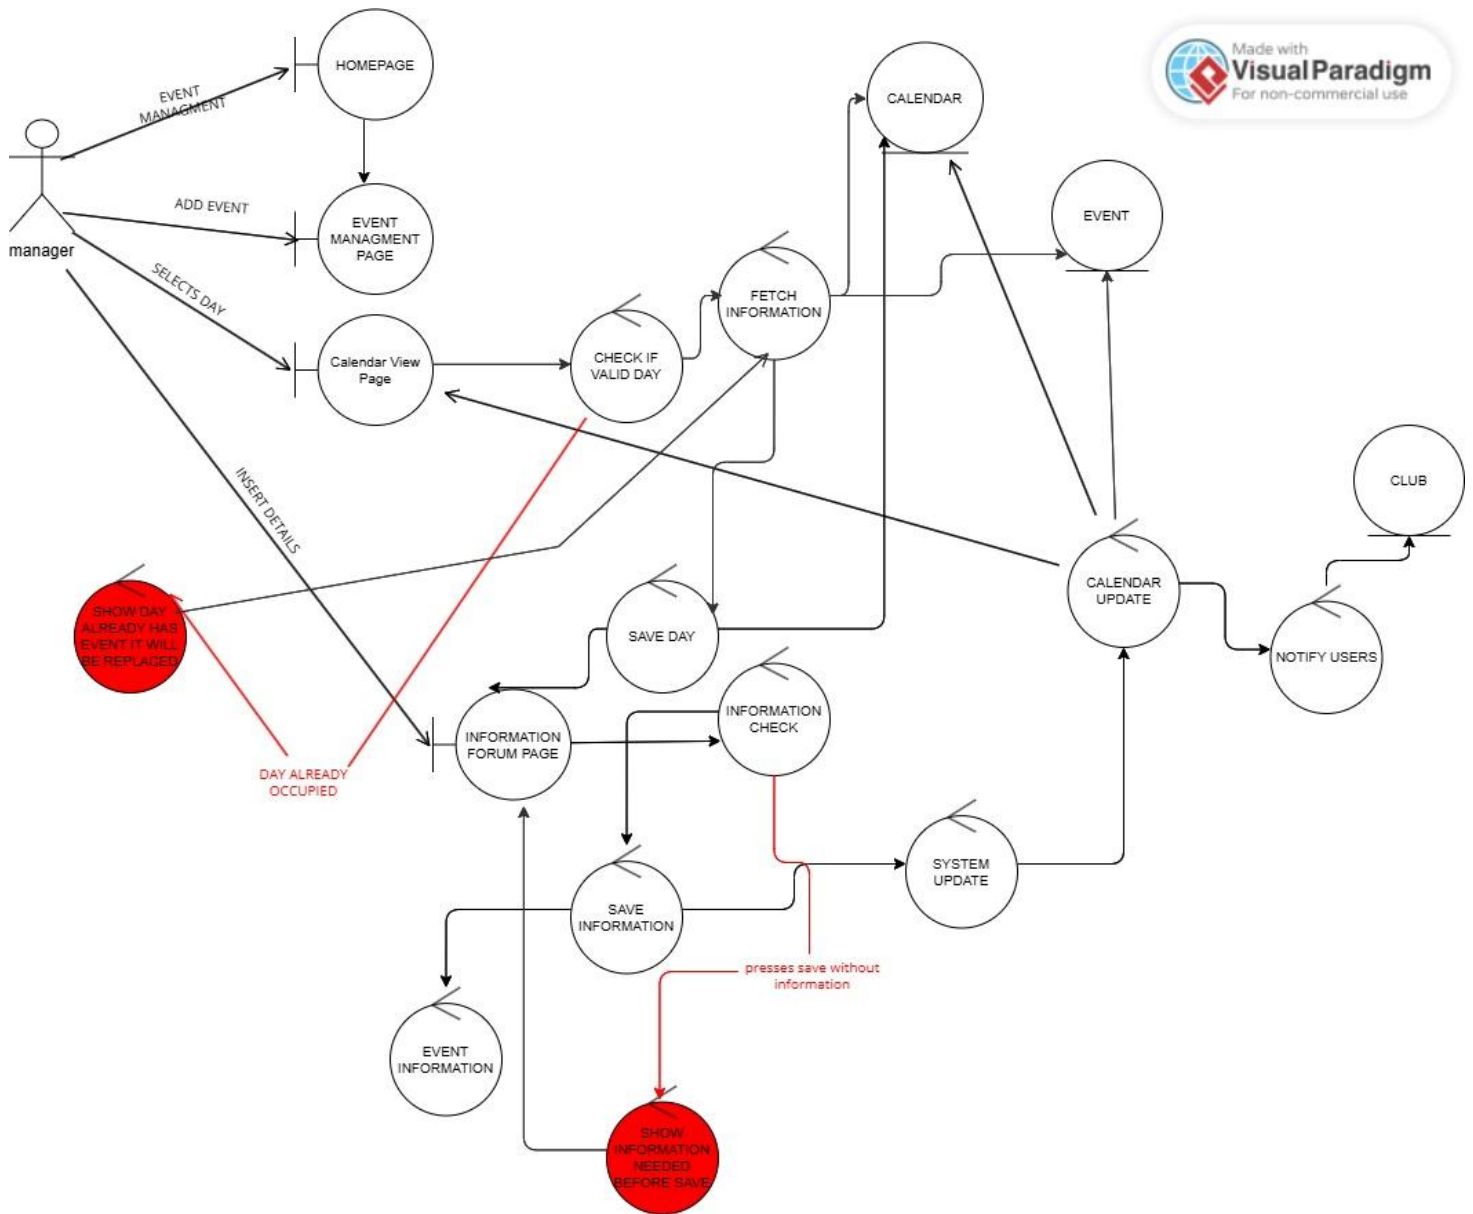 Made with
Visual Paradigm
For non-commercial use
HOMEPAGE
CALENDAR
EVENT
MANAGMENT
EVENT
ADD EVENT
EVENT
MANAGMENT
PAGE
manager
SELECTS DAY
FETCH
INFORMATION
Calendar View
Page
CHECK IF
VALID DAY
CLUB
INSERT DETAILS
CALENDAR
UPDATE
SHOW DAY
ALREADY HAS
EVENT IT WILL
BE REPLACED
SAVE DAY
NOTIFY USERS
INFORMATION
CHECK
INFORMATION
FORUM PAGE
DAY ALREADY
OCCUPIED
SYSTEM
UPDATE
SAVE
INFORMATION
presses save without
information
EVENT
INFORMATION
SHOW
INFORMATION
NEEDED
BEFORE SAVE